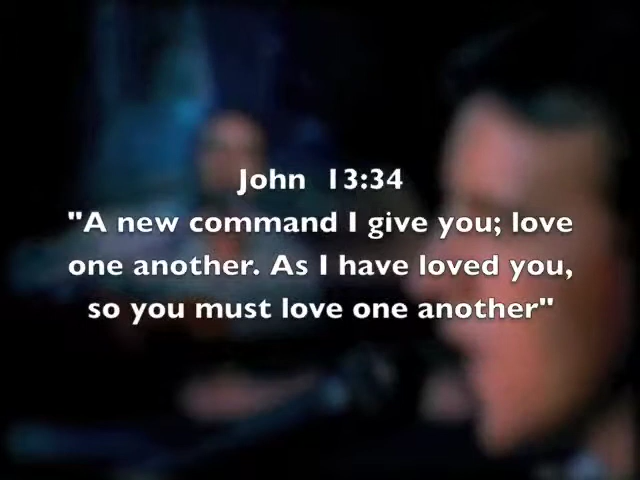 John 13:34
"A new command I give you; love
one another. As I have loved you,
so you must love one another"